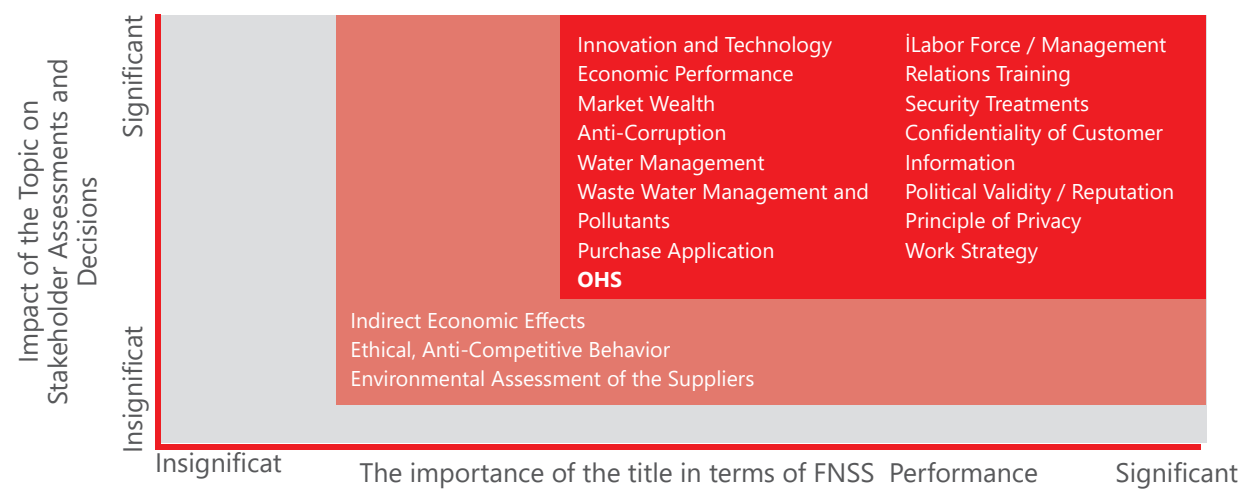 Impact of the Topic on
Stakeholder Assessments and
Decisions
Significant
Insignificat
Innovation and Technology
Economic Performance
Market Wealth
Anti-Corruption
Water Management
Waste Water Management and
Pollutants
Purchase Application
OHS
İLabor Force / Management
Relations Training
Security Treatments
Confidentiality of Customer
Information
Political Validity / Reputation
Principle of Privacy
Work Strategy
Indirect Economic Effects
Ethical, Anti-Competitive Behavior
Environmental Assessment of the Suppliers
Insignificat
The importance of the title in terms of FNSS Performance
Significant